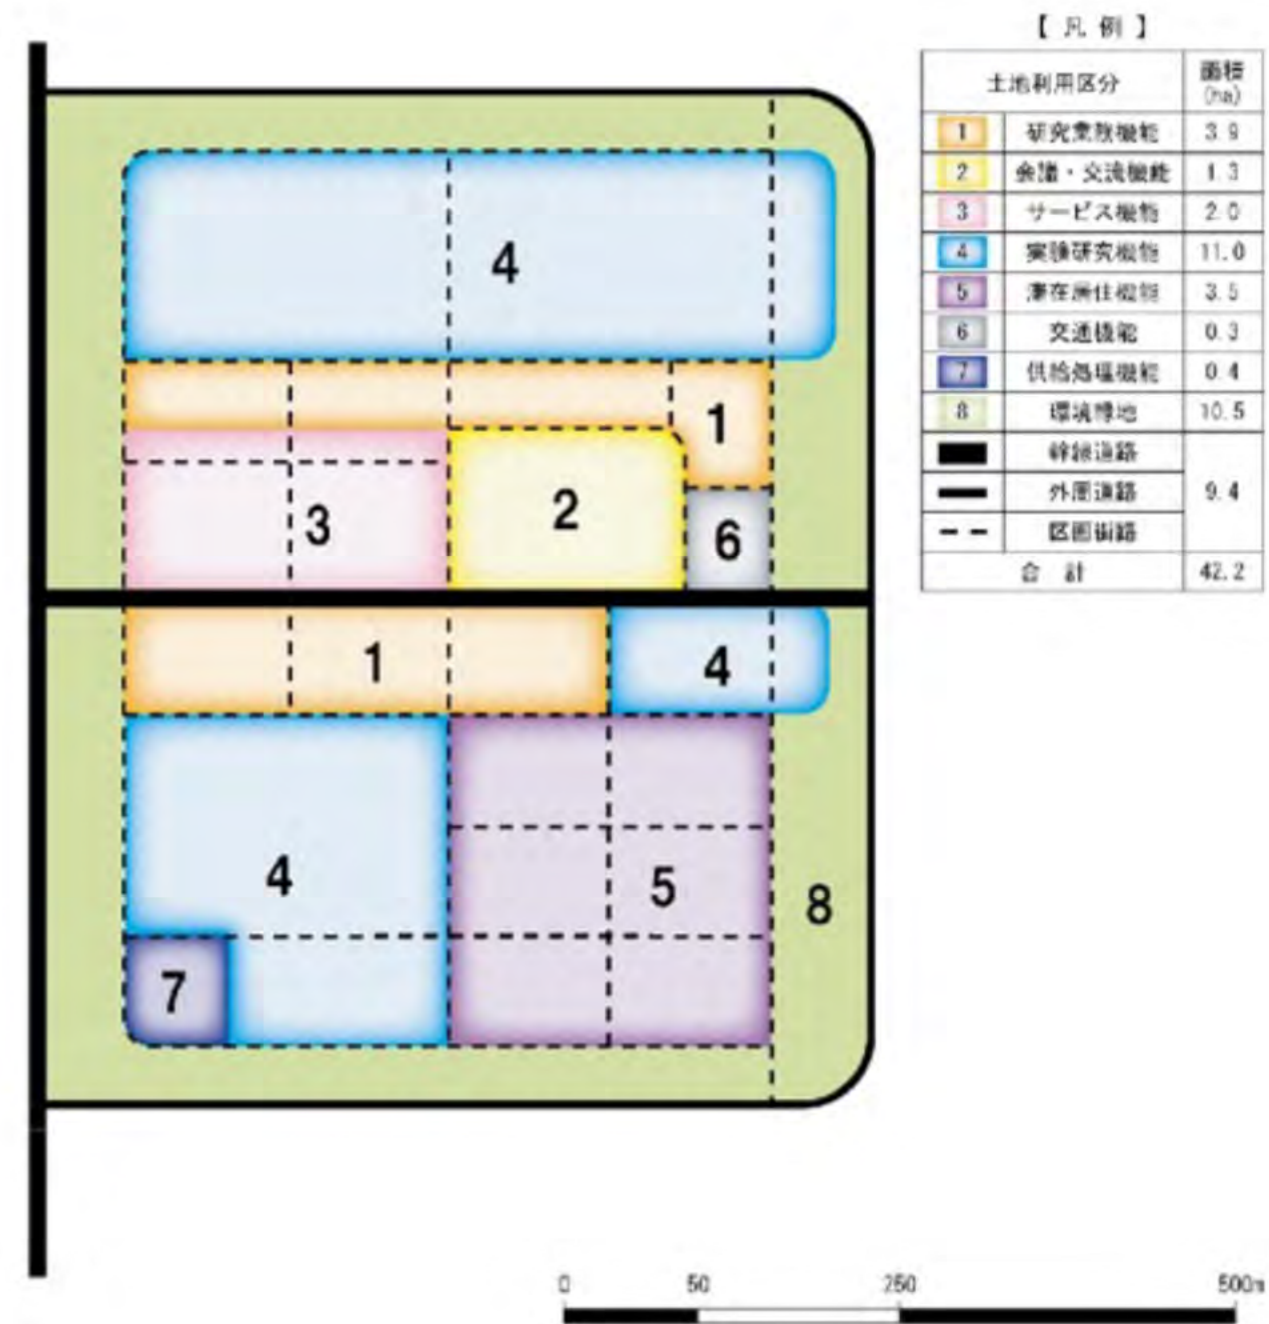 【 凡 例 】
土地利用区分 面積(ha)
1 研究業務機能 3.9
2 会議・交流機能 1.3
3 サービス機能 2.0
4 実験研究機能 11.0
5 滞在居住機能 3.5
6 交通機能 0.3
7 供給処理機能 0.4
8 環境緑地 10.5
幹線道路
外周道路 9.4
区画街路
合 計 42.2
4
1
2
3
6
1
4
4
5
8
7
0 50 250 500m